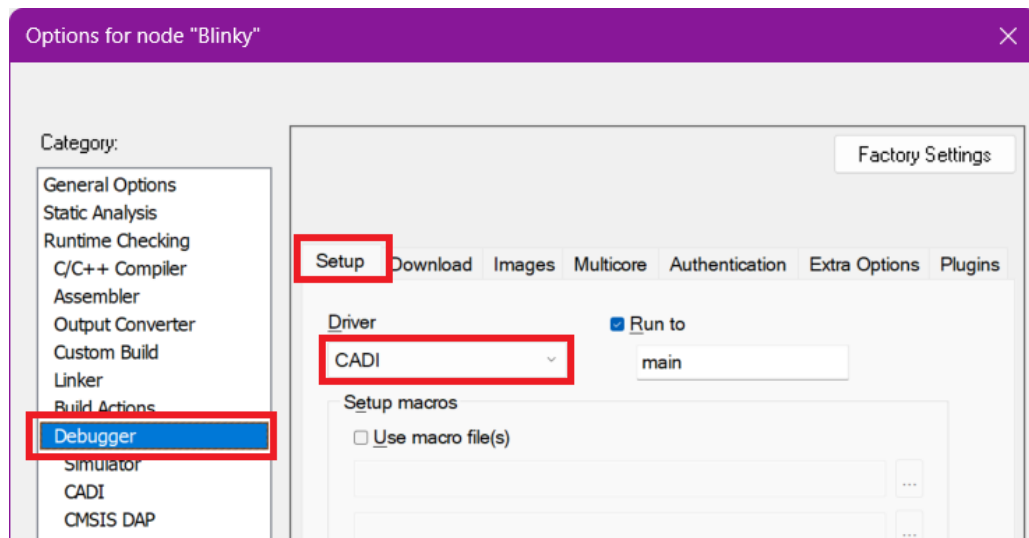 Options for node "Blinky"
Category:
Factory Settings
General Options
Static Analysis
Runtime Checking
C/C++ Compiler
Assembler
Output Converter
Custom Build
Linker
Build Actions
Debugger
Simulator
CADI
CMSIS DAP
Setup Download Images Multicore Authentication Extra Options Plugins
Driver
Run to
CADI
main
Setup macros
Use macro file(s)
...
...